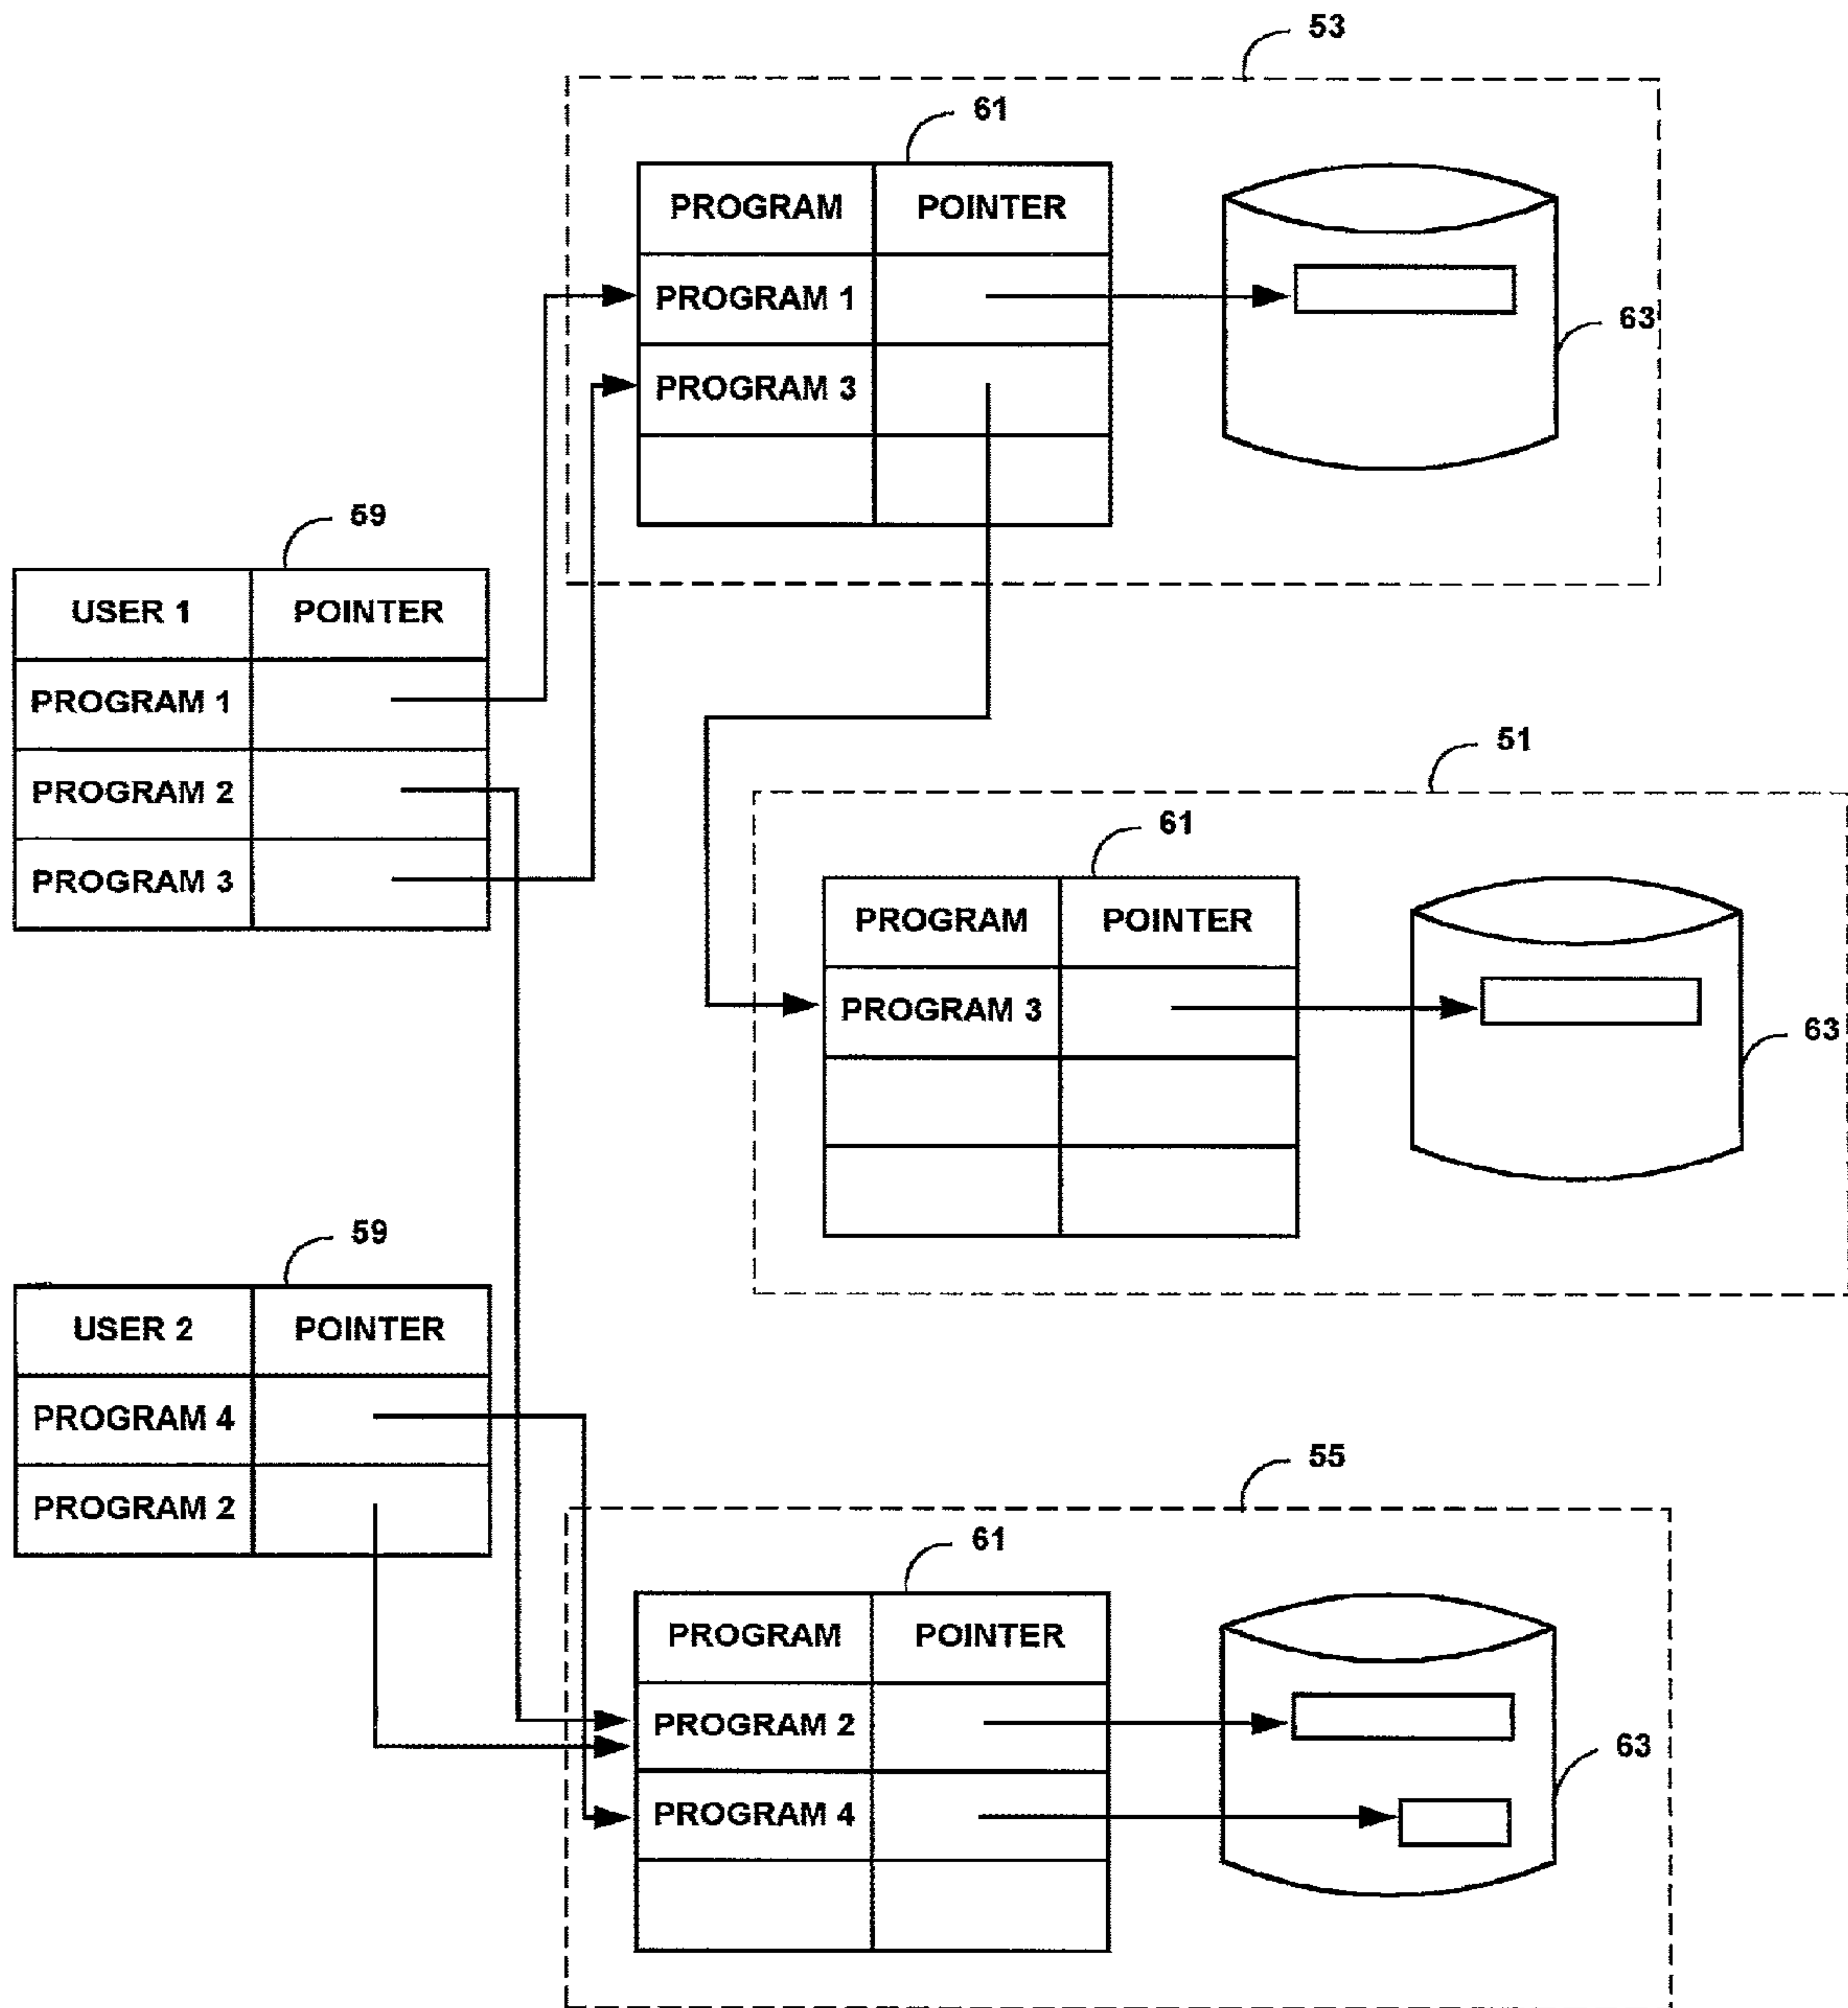 53
61
PROGRAM POINTER
PROGRAM 1
63
PROGRAM 3
59
USER 1 POINTER
PROGRAM 1
PROGRAM 2
PROGRAM 3
51
61
PROGRAM POINTER
PROGRAM 3
63
59
USER 2 POINTER
PROGRAM 4
PROGRAM 2
55
61
PROGRAM POINTER
PROGRAM 2
63
PROGRAM 4